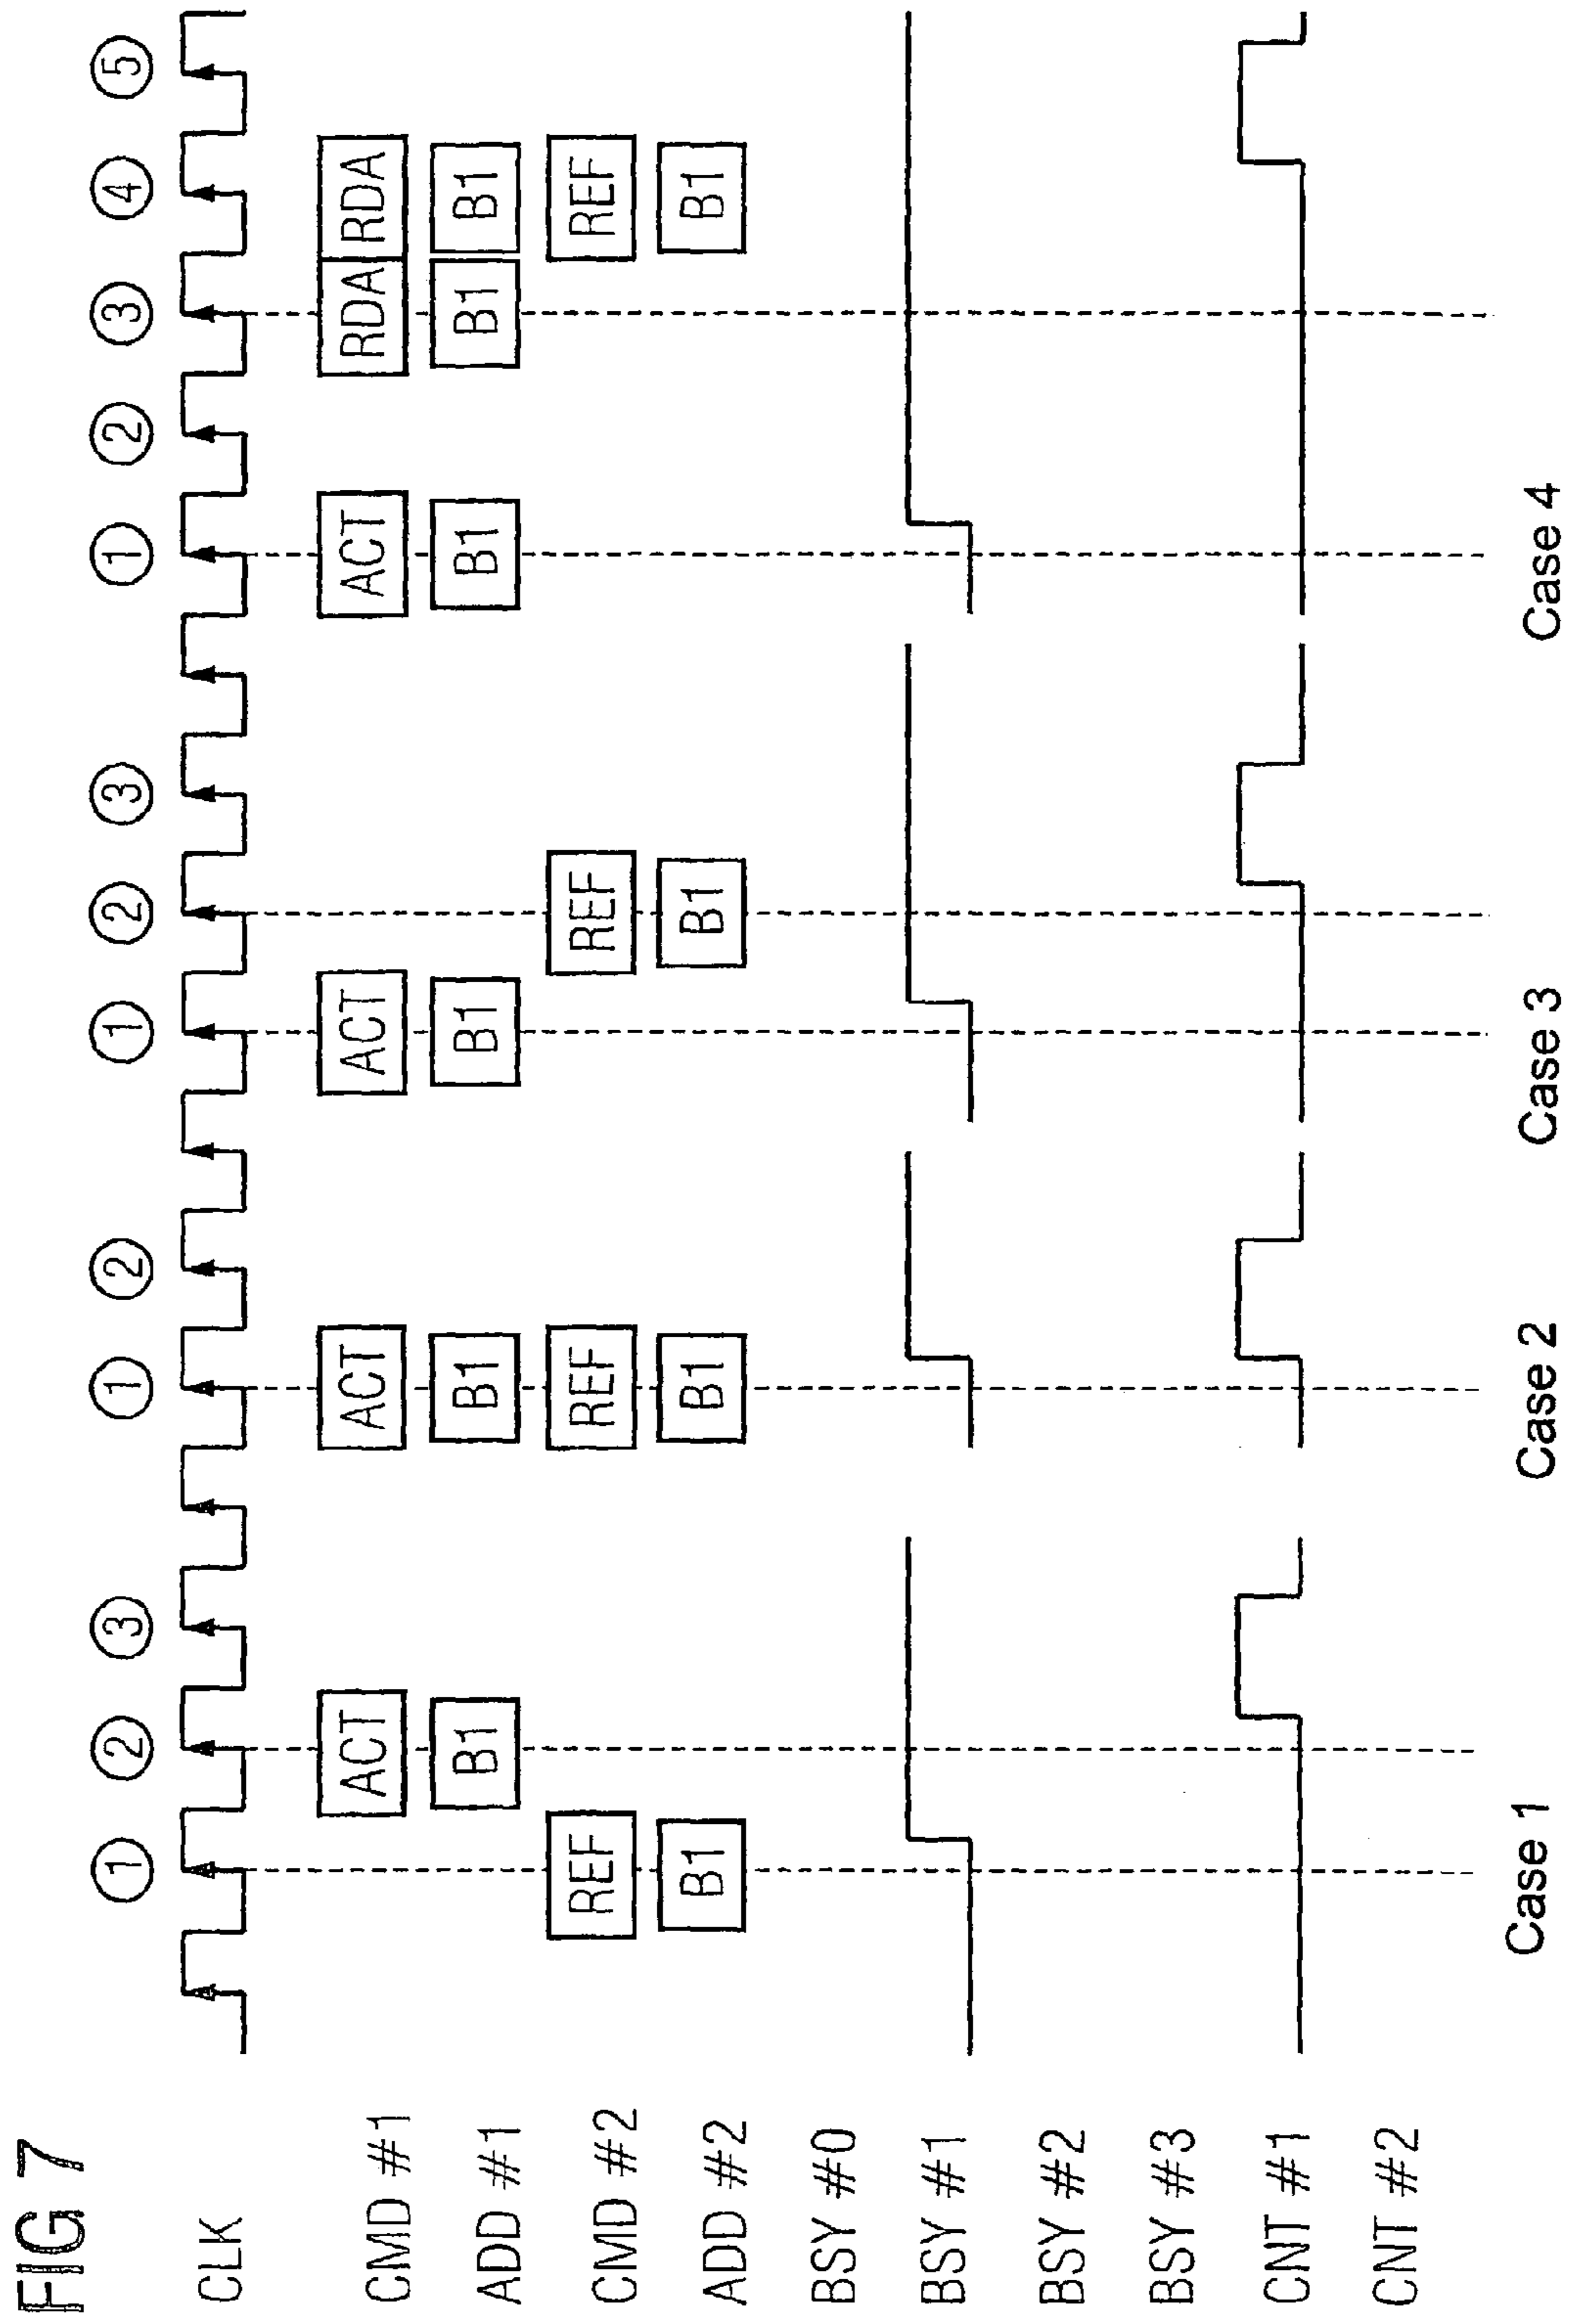 FIG 7
1 2 3 1 2 1 2 3 1 2 3 4 5
CLK
CMD #1 ACT ACT ACT ACT RDA RDA
ADD #1 B1 B1 B1 B1 B1 B1
CMD #2 REF REF REF REF
ADD #2 B1 B1 B1 B1
BSY #0
BSY #1
BSY #2
BSY #3
CNT #1
CNT #2
Case 1 Case 2 Case 3 Case 4